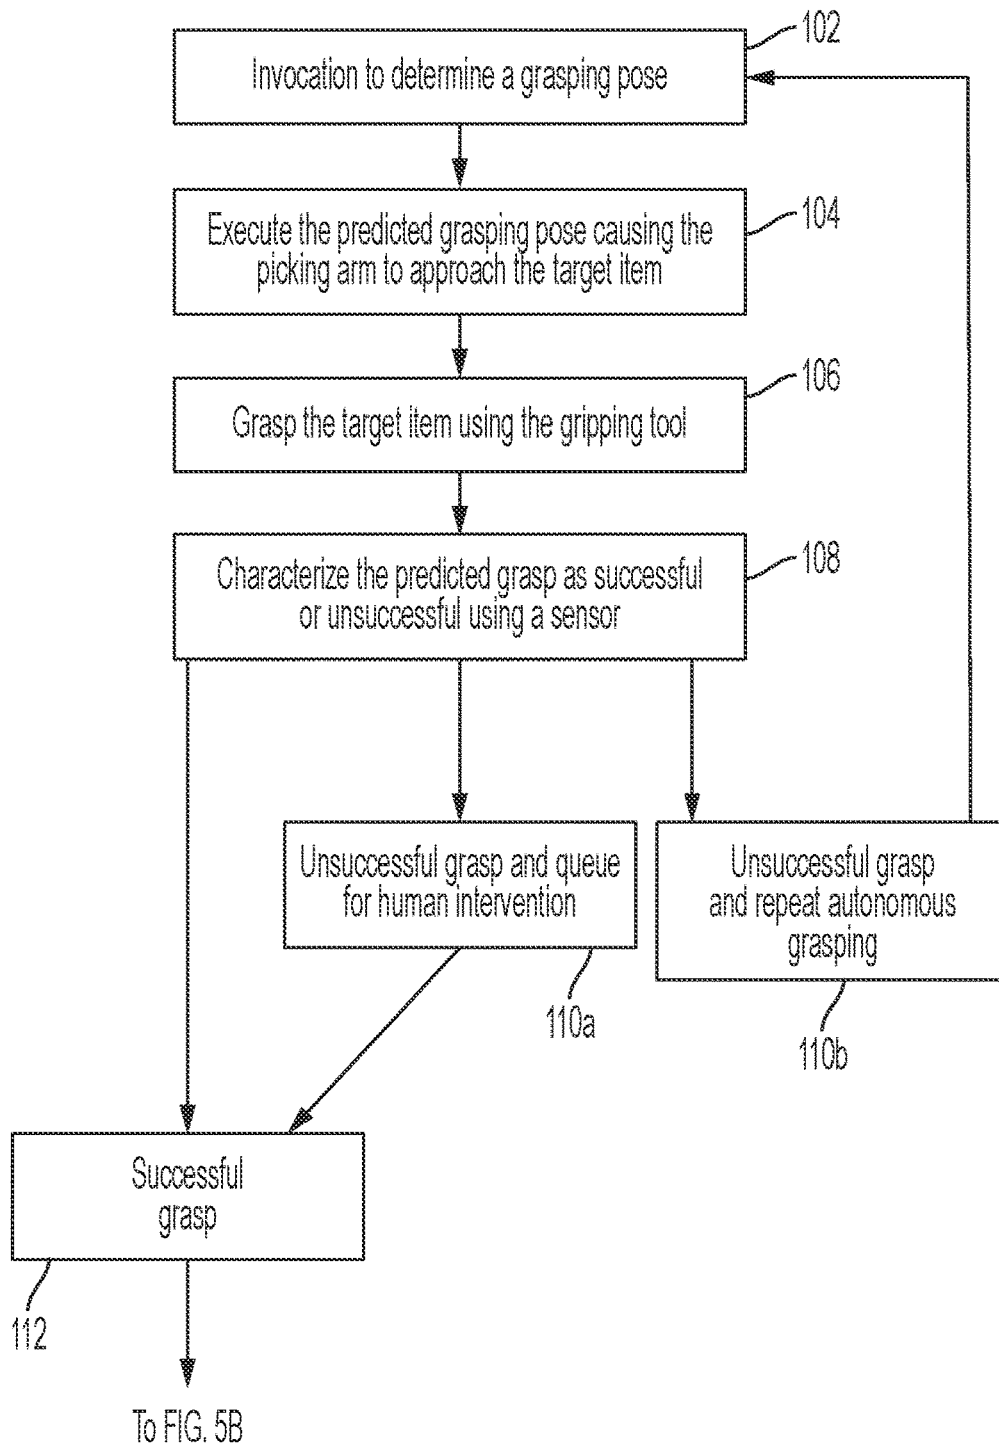 102
Invocation to determine a grasping pose
104
Execute the predicted grasping pose causing the
picking arm to approach the target item
106
Grasp the target item using the gripping tool
108
Characterize the predicted grasp as successful
or unsuccessful using a sensor
Unsuccessful grasp and queue
for human intervention
110a
Unsuccessful grasp
and repeat autonomous
grasping
110b
Successful
grasp
112
To FIG. 5B